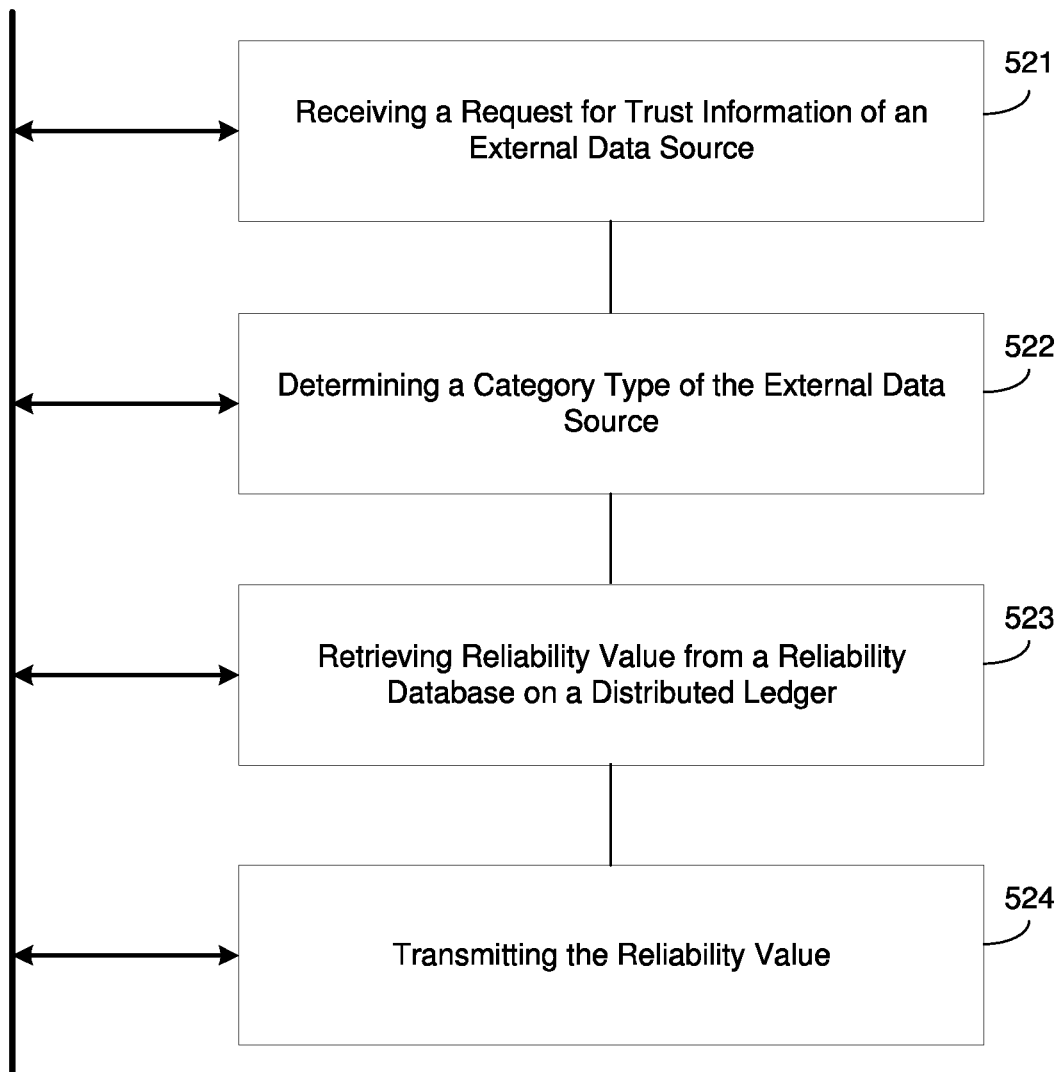 521
Receiving a Request for Trust Information of an
External Data Source
522
Determining a Category Type of the External Data
Source
523
Retrieving Reliability Value from a Reliability
Database on a Distributed Ledger
524
Transmitting the Reliability Value